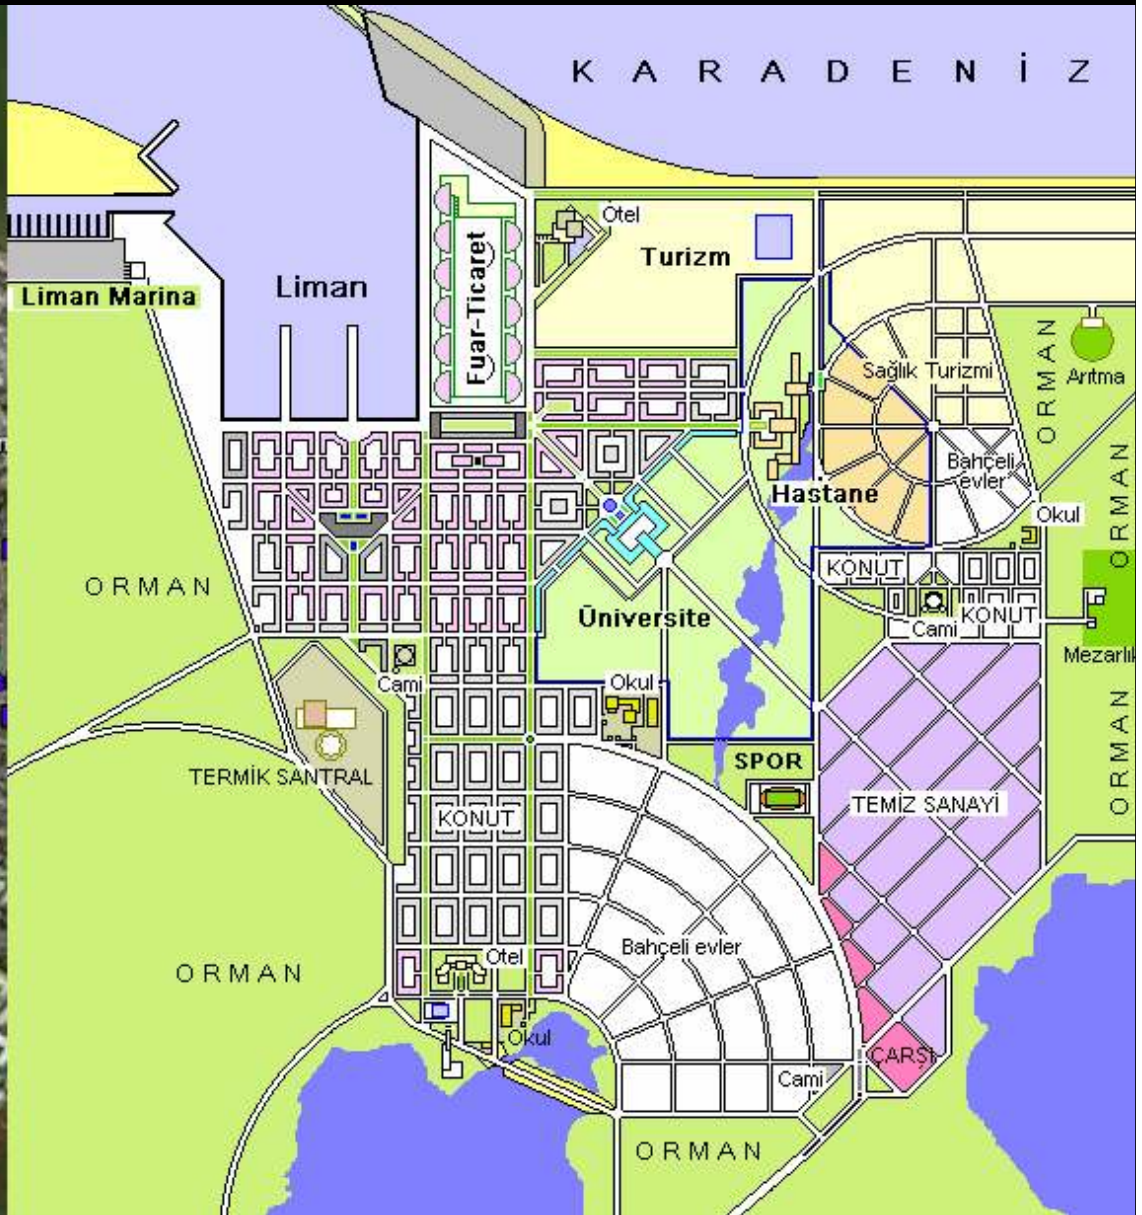 KARADENİZ
Otel
Turizm
Liman
Liman Marina
Fuar-Ticaret
ORMAN
Sağlık Turizmi
Arıtma
Bahçeli
evler
ORMAN
Hastane
Okul
ORMAN
KONUT
Üniversite
Cami
KONUT
Mezarlık
Cami
Okul
ORMAN
SPOR
TERMİK SANTRAL
TEMİZ SANAYİ
KONUT
Bahçeli evler
Otel
ORMAN
Okul
ÇARŞI
Cami
ORMAN